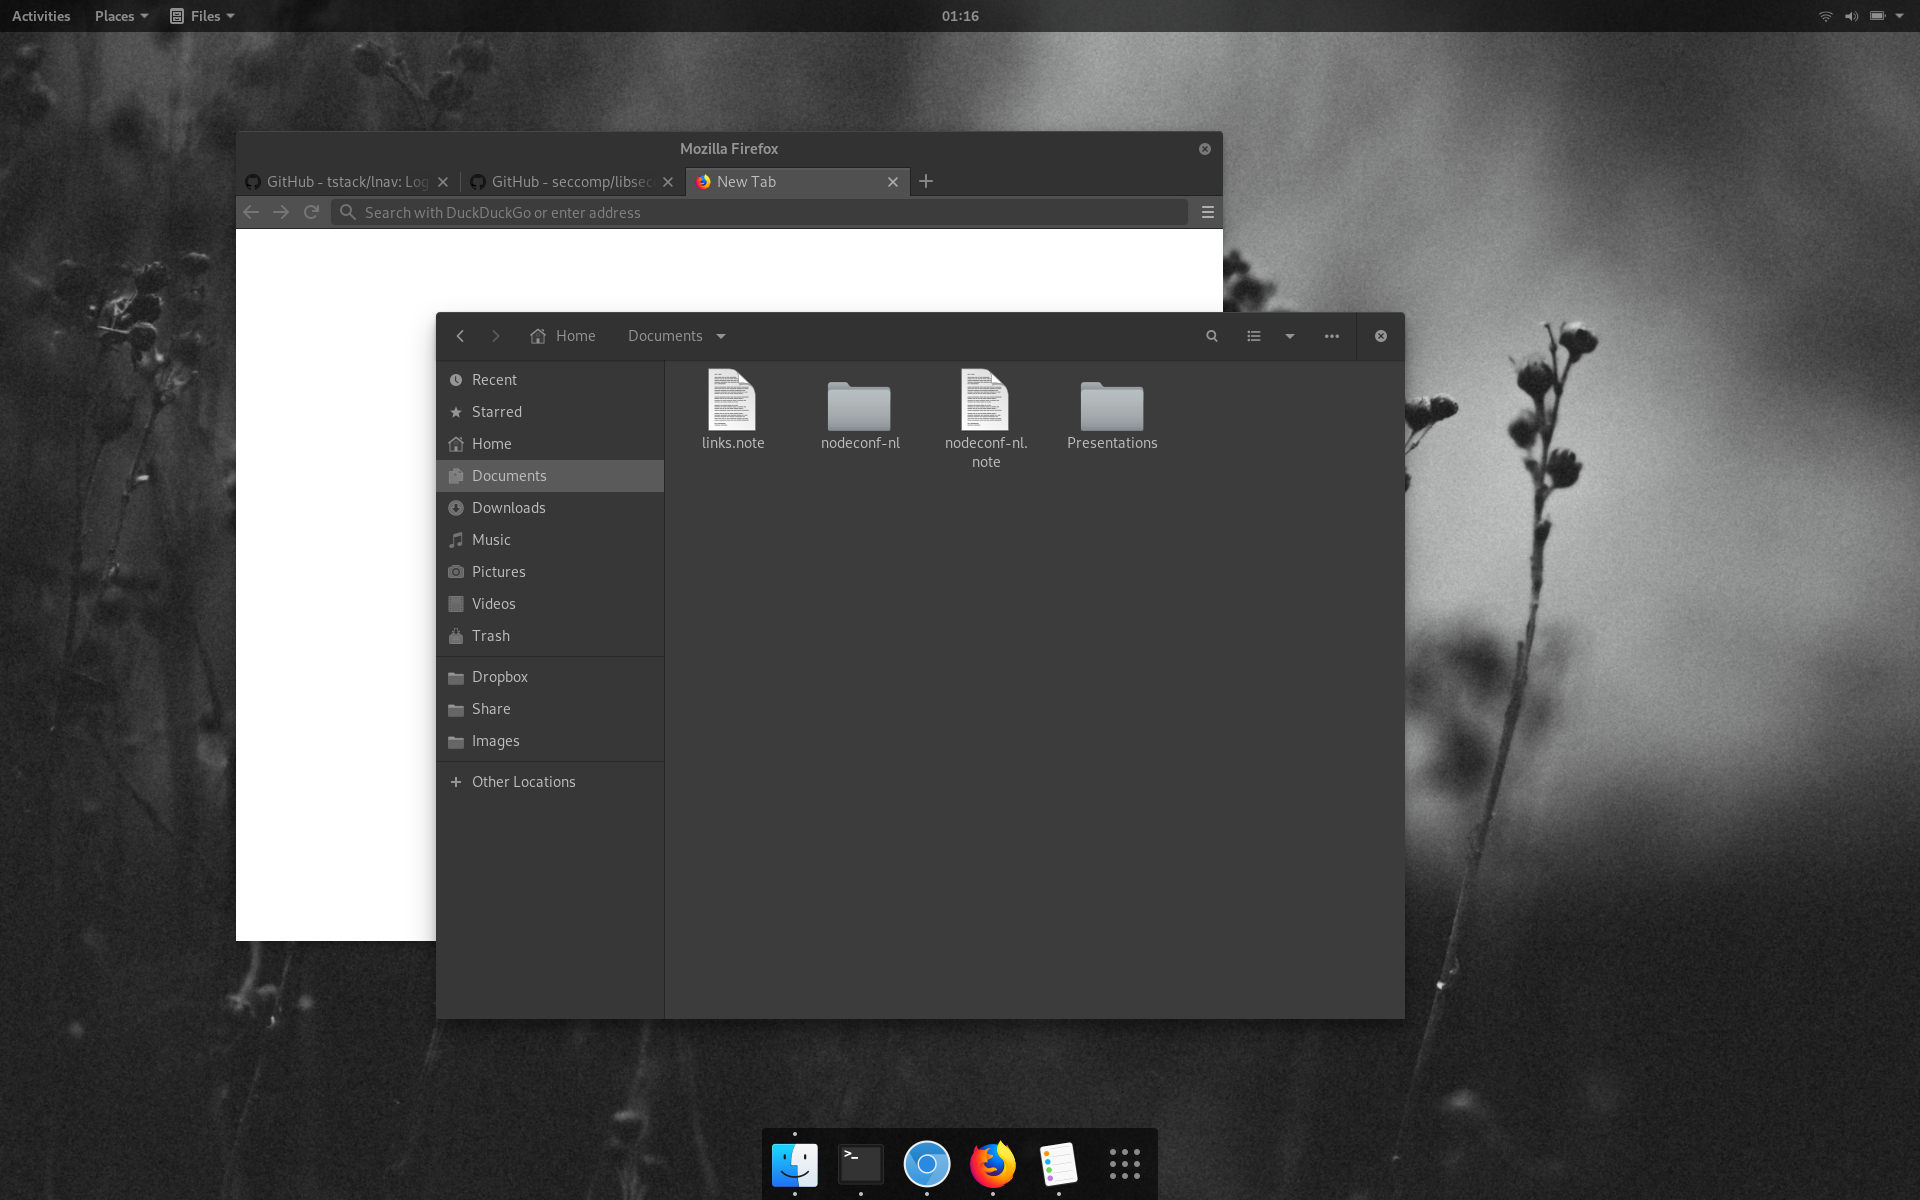 Activities Places Files 01:16
Mozilla Firefox
GitHub - tstack/lnav: Log GitHub - seccomp/libsec New Tab
Search with DuckDuckGo or enter address
Home Documents
Recent
Starred
Home
Documents
Downloads
Music
Pictures
Videos
Trash
Dropbox
Share
Images
Other Locations
links.note nodeconf-nl nodeconf-nl. Presentations
note
>_